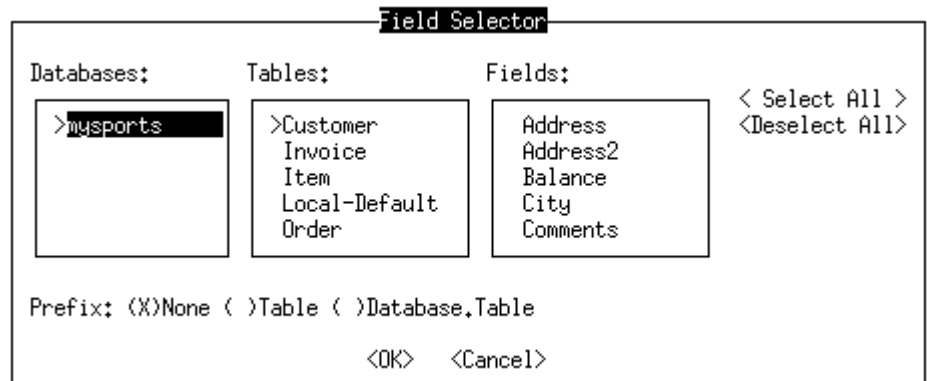 Field Selector
Databases: Tables: Fields:
< Select All >
>mysports >Customer Address <Deselect All>
Invoice Address2
Item Balance
Local-Default City
Order Comments
Prefix: (X)None ( )Table ( )Database.Table
<OK> <Cancel>